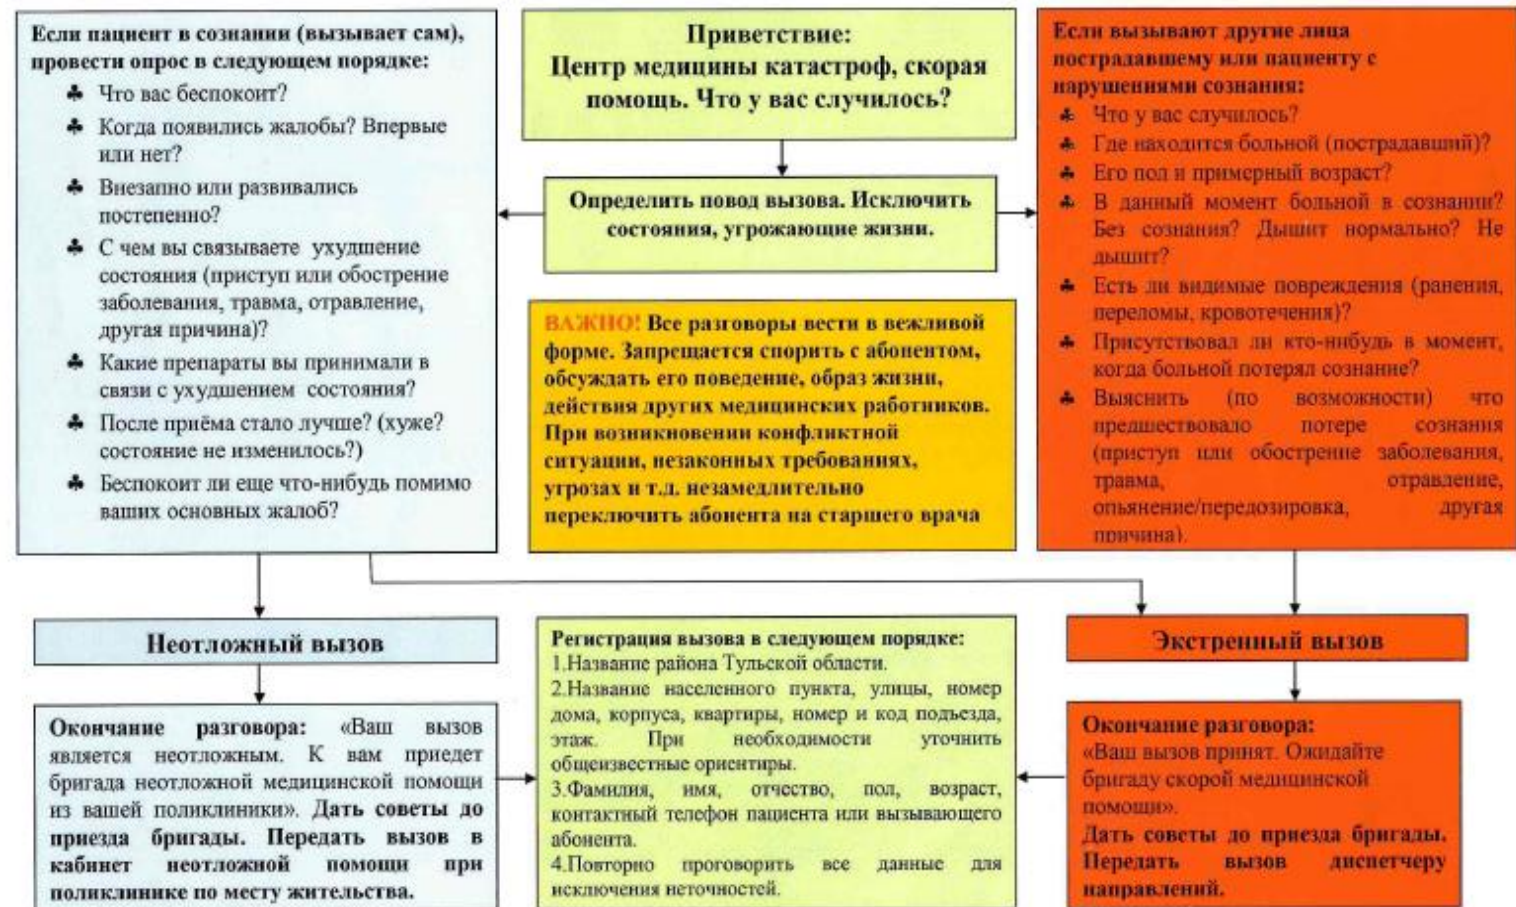 Если пациент в сознании (вызывает сам),
провести опрос в следующем порядке:
♣ Что вас беспокоит?
♣ Когда появились жалобы? Впервые
или нет?
♣ Внезапно или развивались
постепенно?
♣ С чем вы связываете ухудшение
состояния (приступ или обострение
заболевания, травма, отравление,
другая причина)?
♣ Какие препараты вы принимали в
связи с ухудшением состояния?
♣ После приёма стало лучше? (хуже?
состояние не изменилось?)
♣ Беспокоит ли еще что-нибудь помимо
ваших основных жалоб?
Приветствие:
Центр медицины катастроф, скорая
помощь. Что у вас случилось?
Определить повод вызова. Исключить
состояния, угрожающие жизни.
ВАЖНО! Все разговоры вести в вежливой
форме. Запрещается спорить с абонентом,
обсуждать его поведение, образ жизни,
действия других медицинских работников.
При возникновении конфликтной
ситуации, незаконных требованиях,
угрозах и т.д. незамедлительно
переключить абонента на старшего врача
Если вызывают другие лица
пострадавшему или пациенту с
нарушениями сознания:
♣ Что у вас случилось?
♣ Где находится больной (пострадавший)?
♣ Его пол и примерный возраст?
♣ В данный момент больной в сознании?
Без сознания? Дышит нормально? Не
дышит?
♣ Есть ли видимые повреждения (ранения,
переломы, кровотечения)?
♣ Присутствовал ли кто-нибудь в момент,
когда больной потерял сознание?
♣ Выяснить (по возможности) что
предшествовало потере сознания
(приступ или обострение заболевания,
травма, отравление,
опьянение/передозировка, другая
причина).
Неотложный вызов
Окончание разговора: «Ваш вызов
является неотложным. К вам приедет
бригада неотложной медицинской помощи
из вашей поликлиники». Дать советы до
приезда бригады. Передать вызов в
кабинет неотложной помощи при
поликлинике по месту жительства.
Регистрация вызова в следующем порядке:
1.Название района Тульской области.
2.Название населенного пункта, улицы, номер
дома, корпуса, квартиры, номер и код подъезда,
этаж. При необходимости уточнить
общеизвестные ориентиры.
3.Фамилия, имя, отчество, пол, возраст,
контактный телефон пациента или вызывающего
абонента.
4.Повторно проговорить все данные для
исключения неточностей.
Экстренный вызов
Окончание разговора:
«Ваш вызов принят. Ожидайте
бригаду скорой медицинской
помощи».
Дать советы до приезда бригады.
Передать вызов диспетчеру
направлений.